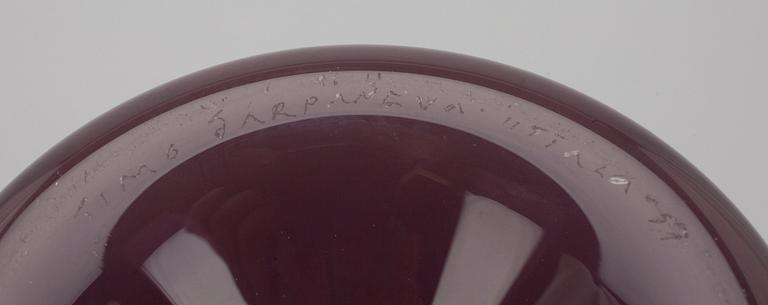 TIMO SARPANEVA · IITTALA -57